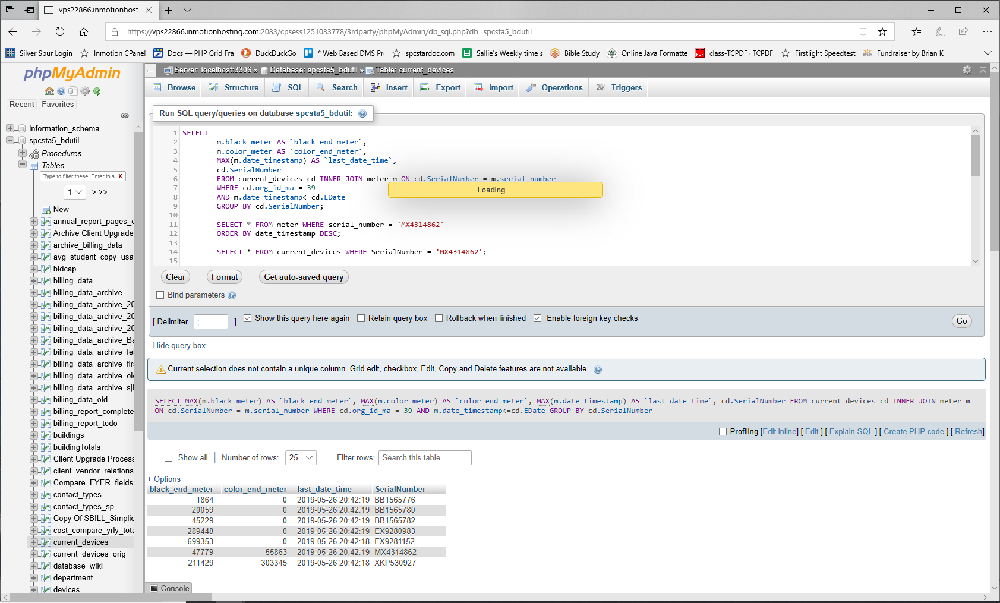 vps22866.inmotionhost
https://vps22866.inmotionhosting.com:2083/cpsess1251033778/3rdparty/phpMyAdmin/db_sql.php?db=spcsta5_bdutil
Silver Spur Login
Inmotion CPanel
Docs — PHP Grid Fra
DuckDuckGo
* Web Based DMS Pr
spcstardoc.com
Sallie's Weekly time s
Bible Study
Online Java Formatte
class-TCPDF · TCPDF
Firstlight Speedtest
Fundraiser by Brian K
phpMyAdmin
Recent
Favorites
information_schema
spcsta5_bdutil
Procedures
Tables
Type to filter these, Enter to s X
1
> >>
New
annual_report_pages_c
Archive Client Upgrade
archive_billing_data
avg_student_copy_usa
bidcap
billing_data
billing_data_archive
billing_data_archive_20
billing_data_archive_20
billing_data_archive_20
billing_data_archive_Ba
billing_data_archive_fe
billing_data_archive_fir
billing_data_archive_ol
billing_data_archive_sjl
billing_data_old
billing_report_complete
billing_report_todo
buildings
buildingTotals
Client Upgrade Process
client_vendor_relations
Compare_FYER_fields
contact_types
contact_types_sp
Copy Of SBILL_Simplie
cost_compare_yrly_tota
current_devices
current_devices_orig
database_wiki
department
devices
Server: localhost:3306 » Database: spcsta5_bdutil » Table: current_devices
Browse
Structure
SQL
Search
Insert
Export
Import
Operations
Triggers
Run SQL query/queries on database spcsta5_bdutil:
1 SELECT
2 m.black_meter AS `black_end_meter`,
3 m.color_meter AS `color_end_meter`,
4 MAX(m.date_timestamp) AS `last_date_time`,
5 cd.SerialNumber
6 FROM current_devices cd INNER JOIN meter m ON cd.SerialNumber = m.serial_number
7 WHERE cd.org_id_ma = 39
8 AND m.date_timestamp<=cd.EDate
9 GROUP BY cd.SerialNumber;
10
11 SELECT * FROM meter WHERE serial_number = 'MX4314862'
12 ORDER BY date_timestamp DESC;
13
14 SELECT * FROM current_devices WHERE SerialNumber = 'MX4314862';
15
Loading...
Clear
Format
Get auto-saved query
Bind parameters
[ Delimiter ; ]
Show this query here again
Retain query box
Rollback when finished
Enable foreign key checks
Go
Hide query box
Current selection does not contain a unique column. Grid edit, checkbox, Edit, Copy and Delete features are not available.
SELECT MAX(m.black_meter) AS `black_end_meter`, MAX(m.color_meter) AS `color_end_meter`, MAX(m.date_timestamp) AS `last_date_time`, cd.SerialNumber FROM current_devices cd INNER JOIN meter m
ON cd.SerialNumber = m.serial_number WHERE cd.org_id_ma = 39 AND m.date_timestamp<=cd.EDate GROUP BY cd.SerialNumber
Profiling [Edit inline] [ Edit ] [ Explain SQL ] [ Create PHP code ] [ Refresh]
Show all
Number of rows: 25
Filter rows: Search this table
+ Options
black_end_meter color_end_meter last_date_time SerialNumber
1864 0 2019-05-26 20:42:19 BB1565776
20059 0 2019-05-26 20:42:19 BB1565780
45229 0 2019-05-26 20:42:19 BB1565782
289448 0 2019-05-26 20:42:19 EX9280983
699353 0 2019-05-26 20:42:18 EX9281152
47779 55863 2019-05-26 20:42:19 MX4314862
211429 303345 2019-05-26 20:42:18 XKP530927
Console